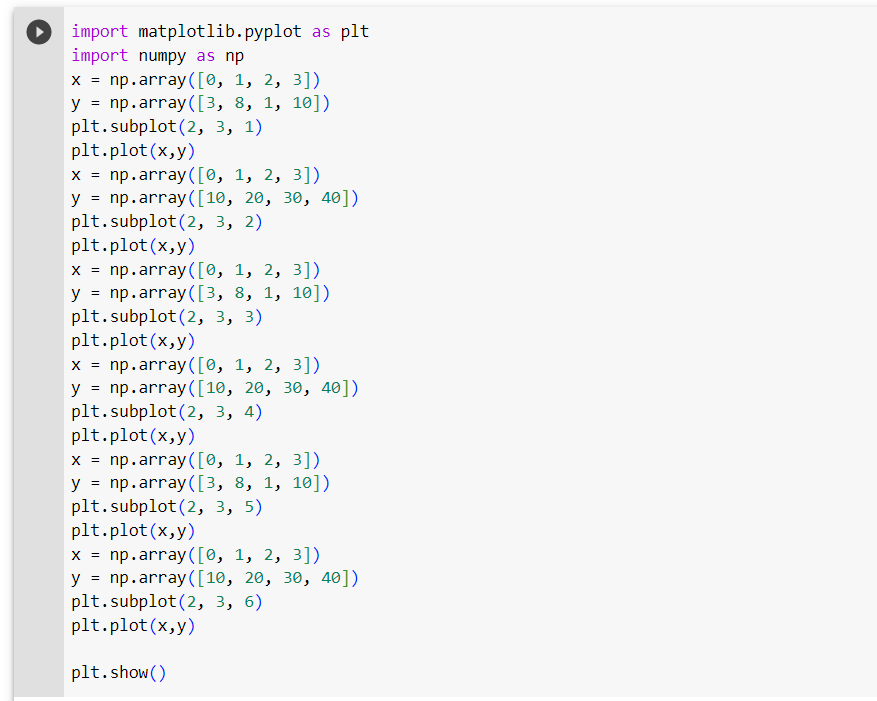 import matplotlib.pyplot as plt
import numpy as np
x = np.array([0, 1, 2, 3])
y = np.array([3, 8, 1, 10])
plt.subplot(2, 3, 1)
plt.plot(x,y)
x = np.array([0, 1, 2, 3])
y = np.array([10, 20, 30, 40])
plt.subplot(2, 3, 2)
plt.plot(x,y)
x = np.array([0, 1, 2, 3])
y = np.array([3, 8, 1, 10])
plt.subplot(2, 3, 3)
plt.plot(x,y)
x = np.array([0, 1, 2, 3])
y = np.array([10, 20, 30, 40])
plt.subplot(2, 3, 4)
plt.plot(x,y)
x = np.array([0, 1, 2, 3])
y = np.array([3, 8, 1, 10])
plt.subplot(2, 3, 5)
plt.plot(x,y)
x = np.array([0, 1, 2, 3])
y = np.array([10, 20, 30, 40])
plt.subplot(2, 3, 6)
plt.plot(x,y)

plt.show()